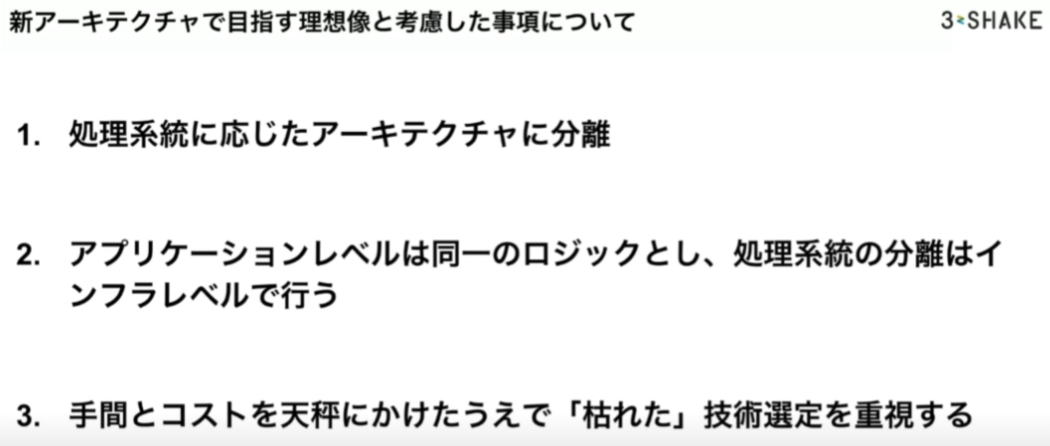 新アーキテクチャで目指す理想像と考慮した事項について
3-SHAKE
1. 処理系統に応じたアーキテクチャに分離
2. アプリケーションレベルは同一のロジックとし、処理系統の分離はイ
ンフラレベルで行う
3. 手間とコストを天秤にかけたうえで「枯れた」技術選定を重視する